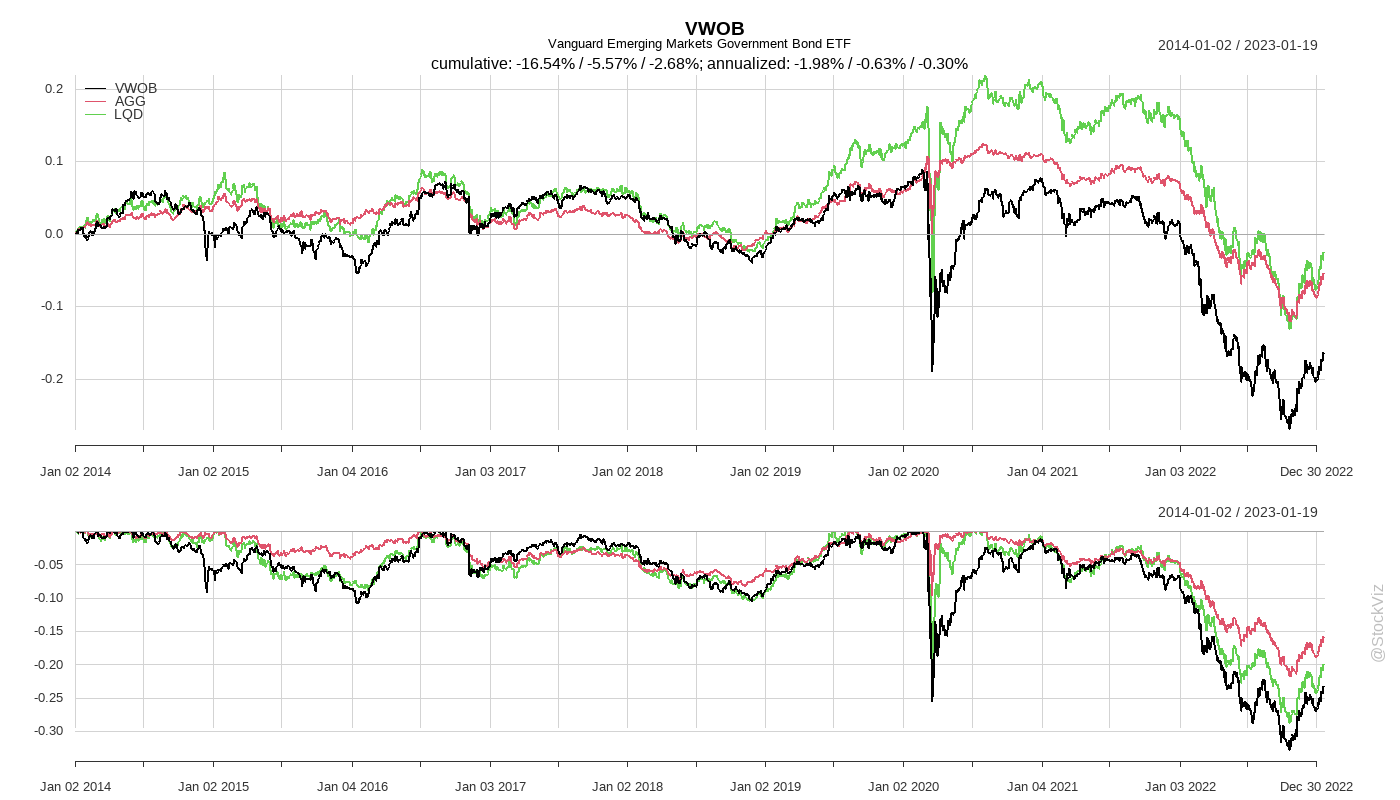 VWOB
Vanguard Emerging Markets Government Bond ETF
2014-01-02 / 2023-01-19
cumulative: -16.54% / -5.57% / -2.68%; annualized: -1.98% / -0.63% / -0.30%
VWOB
AGG
LQD
0.2
0.1
0.0
-0.1
-0.2
Jan 02 2014 Jan 02 2015 Jan 04 2016 Jan 03 2017 Jan 02 2018 Jan 02 2019 Jan 02 2020 Jan 04 2021 Jan 03 2022 Dec 30 2022
2014-01-02 / 2023-01-19
-0.05
-0.10
-0.15
-0.20
-0.25
-0.30
Jan 02 2014 Jan 02 2015 Jan 04 2016 Jan 03 2017 Jan 02 2018 Jan 02 2019 Jan 02 2020 Jan 04 2021 Jan 03 2022 Dec 30 2022
@StockViz